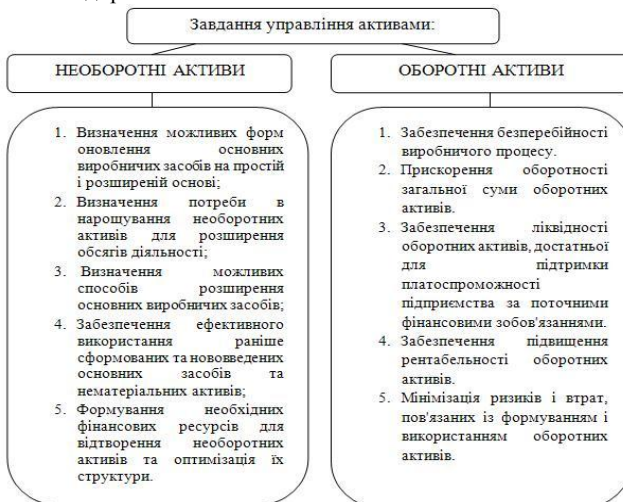 Завдання управління активами:
НЕОБОРОТНІ АКТИВИ
1. Визначення можливих форм
оновлення основних
виробничих засобів на простій
і розширеній основі;
2. Визначення потреби в
нарощування необоротних
активів для розширення
обсягів діяльності;
3. Визначення можливих
способів розширення
основних виробничих засобів;
4. Забезпечення ефективного
використання раніше
сформованих та нововведених
основних засобів та
нематеріальних активів;
5. Формування необхідних
фінансових ресурсів для
відтворення необоротних
активів та оптимізація їх
структури.
ОБОРОТНІ АКТИВИ
1. Забезпечення безперебійності
виробничого процесу.
2. Прискорення оборотності
загальної суми оборотних
активів.
3. Забезпечення ліквідності
оборотних активів, достатньої
для підтримки
платоспроможності
підприємства за поточними
фінансовими зобов'язаннями.
4. Забезпечення підвищення
рентабельності оборотних
активів.
5. Мінімізація ризиків і втрат,
пов'язаних із формуванням і
використанням оборотних
активів.